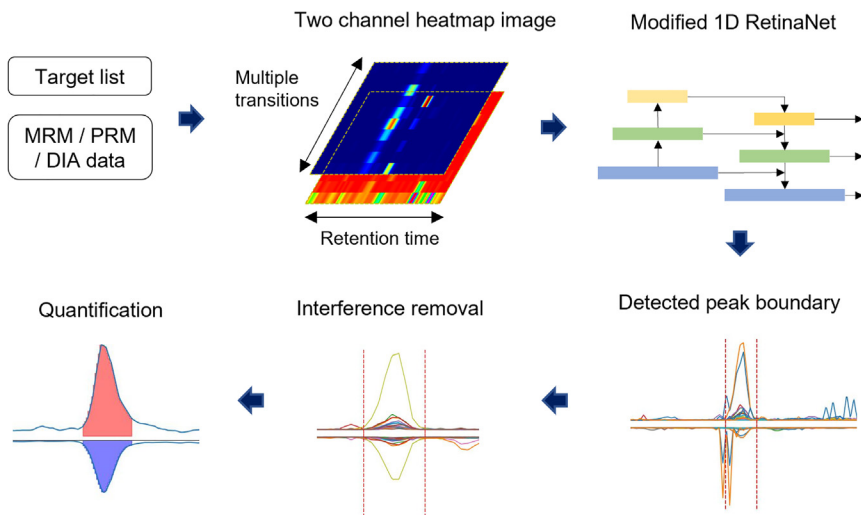 Target list
MRM / PRM
/ DIA data
Two channel heatmap image
Multiple
transitions
Retention time
Modified 1D RetinaNet
Detected peak boundary
Interference removal
Quantification